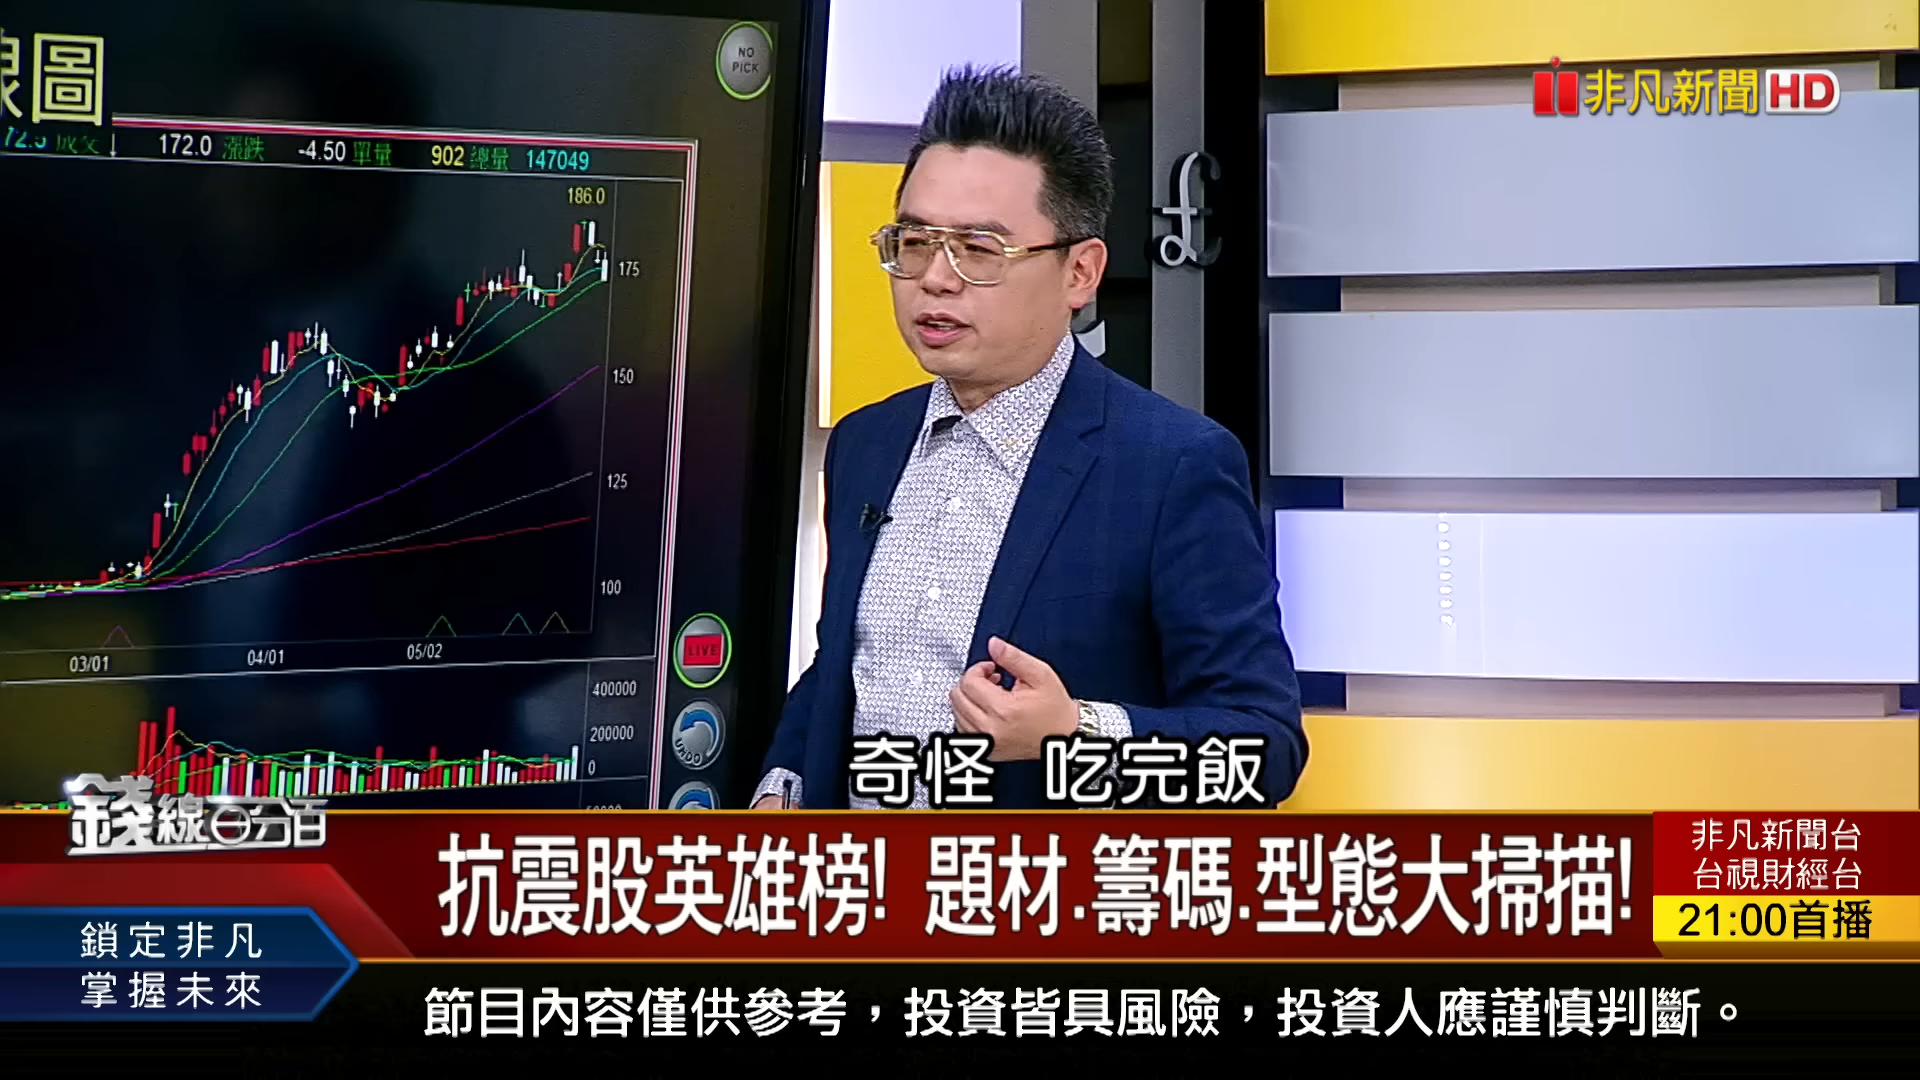 線圖
NO
PICK
72.5 成交↓ 172.0 漲跌 -4.50 單量 902 總量 147049
186.0
175
150
125
100
03/01 04/01 05/02
400000
200000
0
LIVE
UNDO
£
非凡新聞HD
奇怪 吃完飯
錢線百分百
抗震股英雄榜! 題材.籌碼.型態大掃描!
非凡新聞台
台視財經台
21:00首播
鎖定非凡
掌握未來
節目內容僅供參考，投資皆具風險，投資人應謹慎判斷。